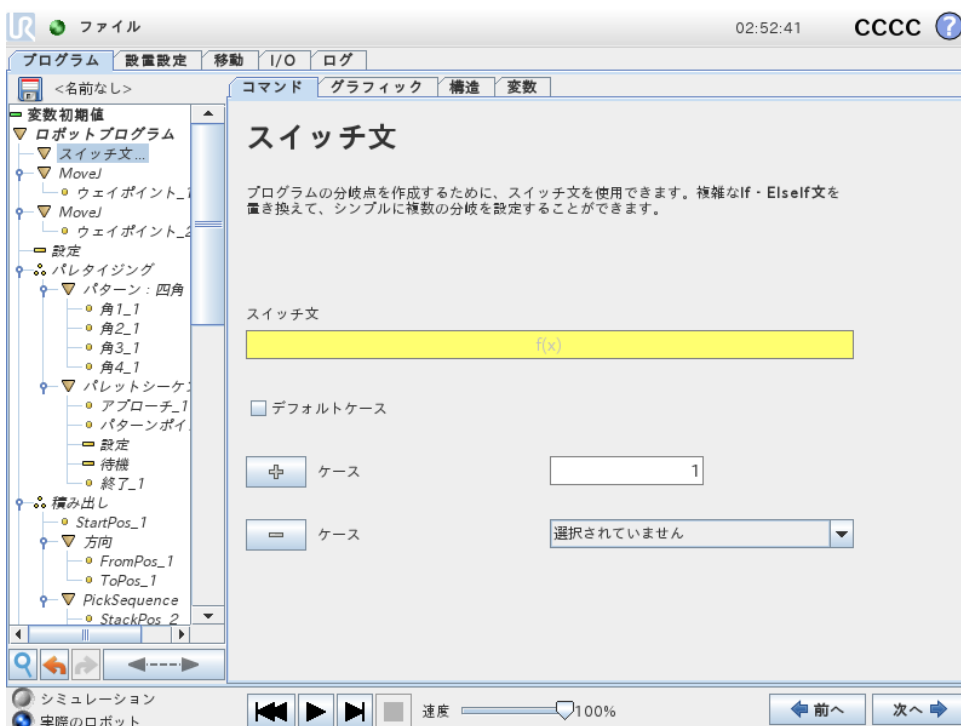 ファイル
02:52:41
CCCC
プログラム 設置設定 移動 I/O ログ
<名前なし>
コマンド グラフィック 構造 変数
変数初期値
ロボットプログラム
スイッチ文...
MoveJ
ウェイポイント_1
MoveJ
ウェイポイント_2
設定
パレタイジング
パターン : 四角
角1_1
角2_1
角3_1
角4_1
パレットシーケン
アプローチ_1
パターンポイ
設定
待機
終了_1
積み出し
StartPos_1
方向
FromPos_1
ToPos_1
PickSequence
StackPos_2
スイッチ文
プログラムの分岐点を作成するために、スイッチ文を使用できます。複雑なIf・ElseIf文を
置き換えて、シンプルに複数の分岐を設定することができます。
スイッチ文
f(x)
デフォルトケース
ケース 1
ケース 選択されていません
シミュレーション
実際のロボット
速度 100%
前へ 次へ